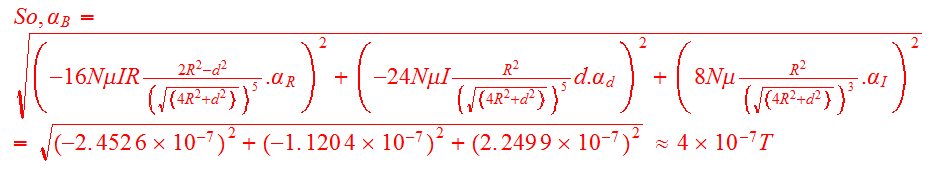 So, α_B =
√((−16NμIR (2R²−d²)/(√{4R²+d²})⁵ .α_R)² + (−24NμI R²/(√{4R²+d²})⁵ d.α_d)² + (8Nμ R²/(√{4R²+d²})³ .α_I)²)
= √((−2.4526 × 10⁻⁷)² + (−1.1204 × 10⁻⁷)² + (2.2499 × 10⁻⁷)²) ≈ 4 × 10⁻⁷T